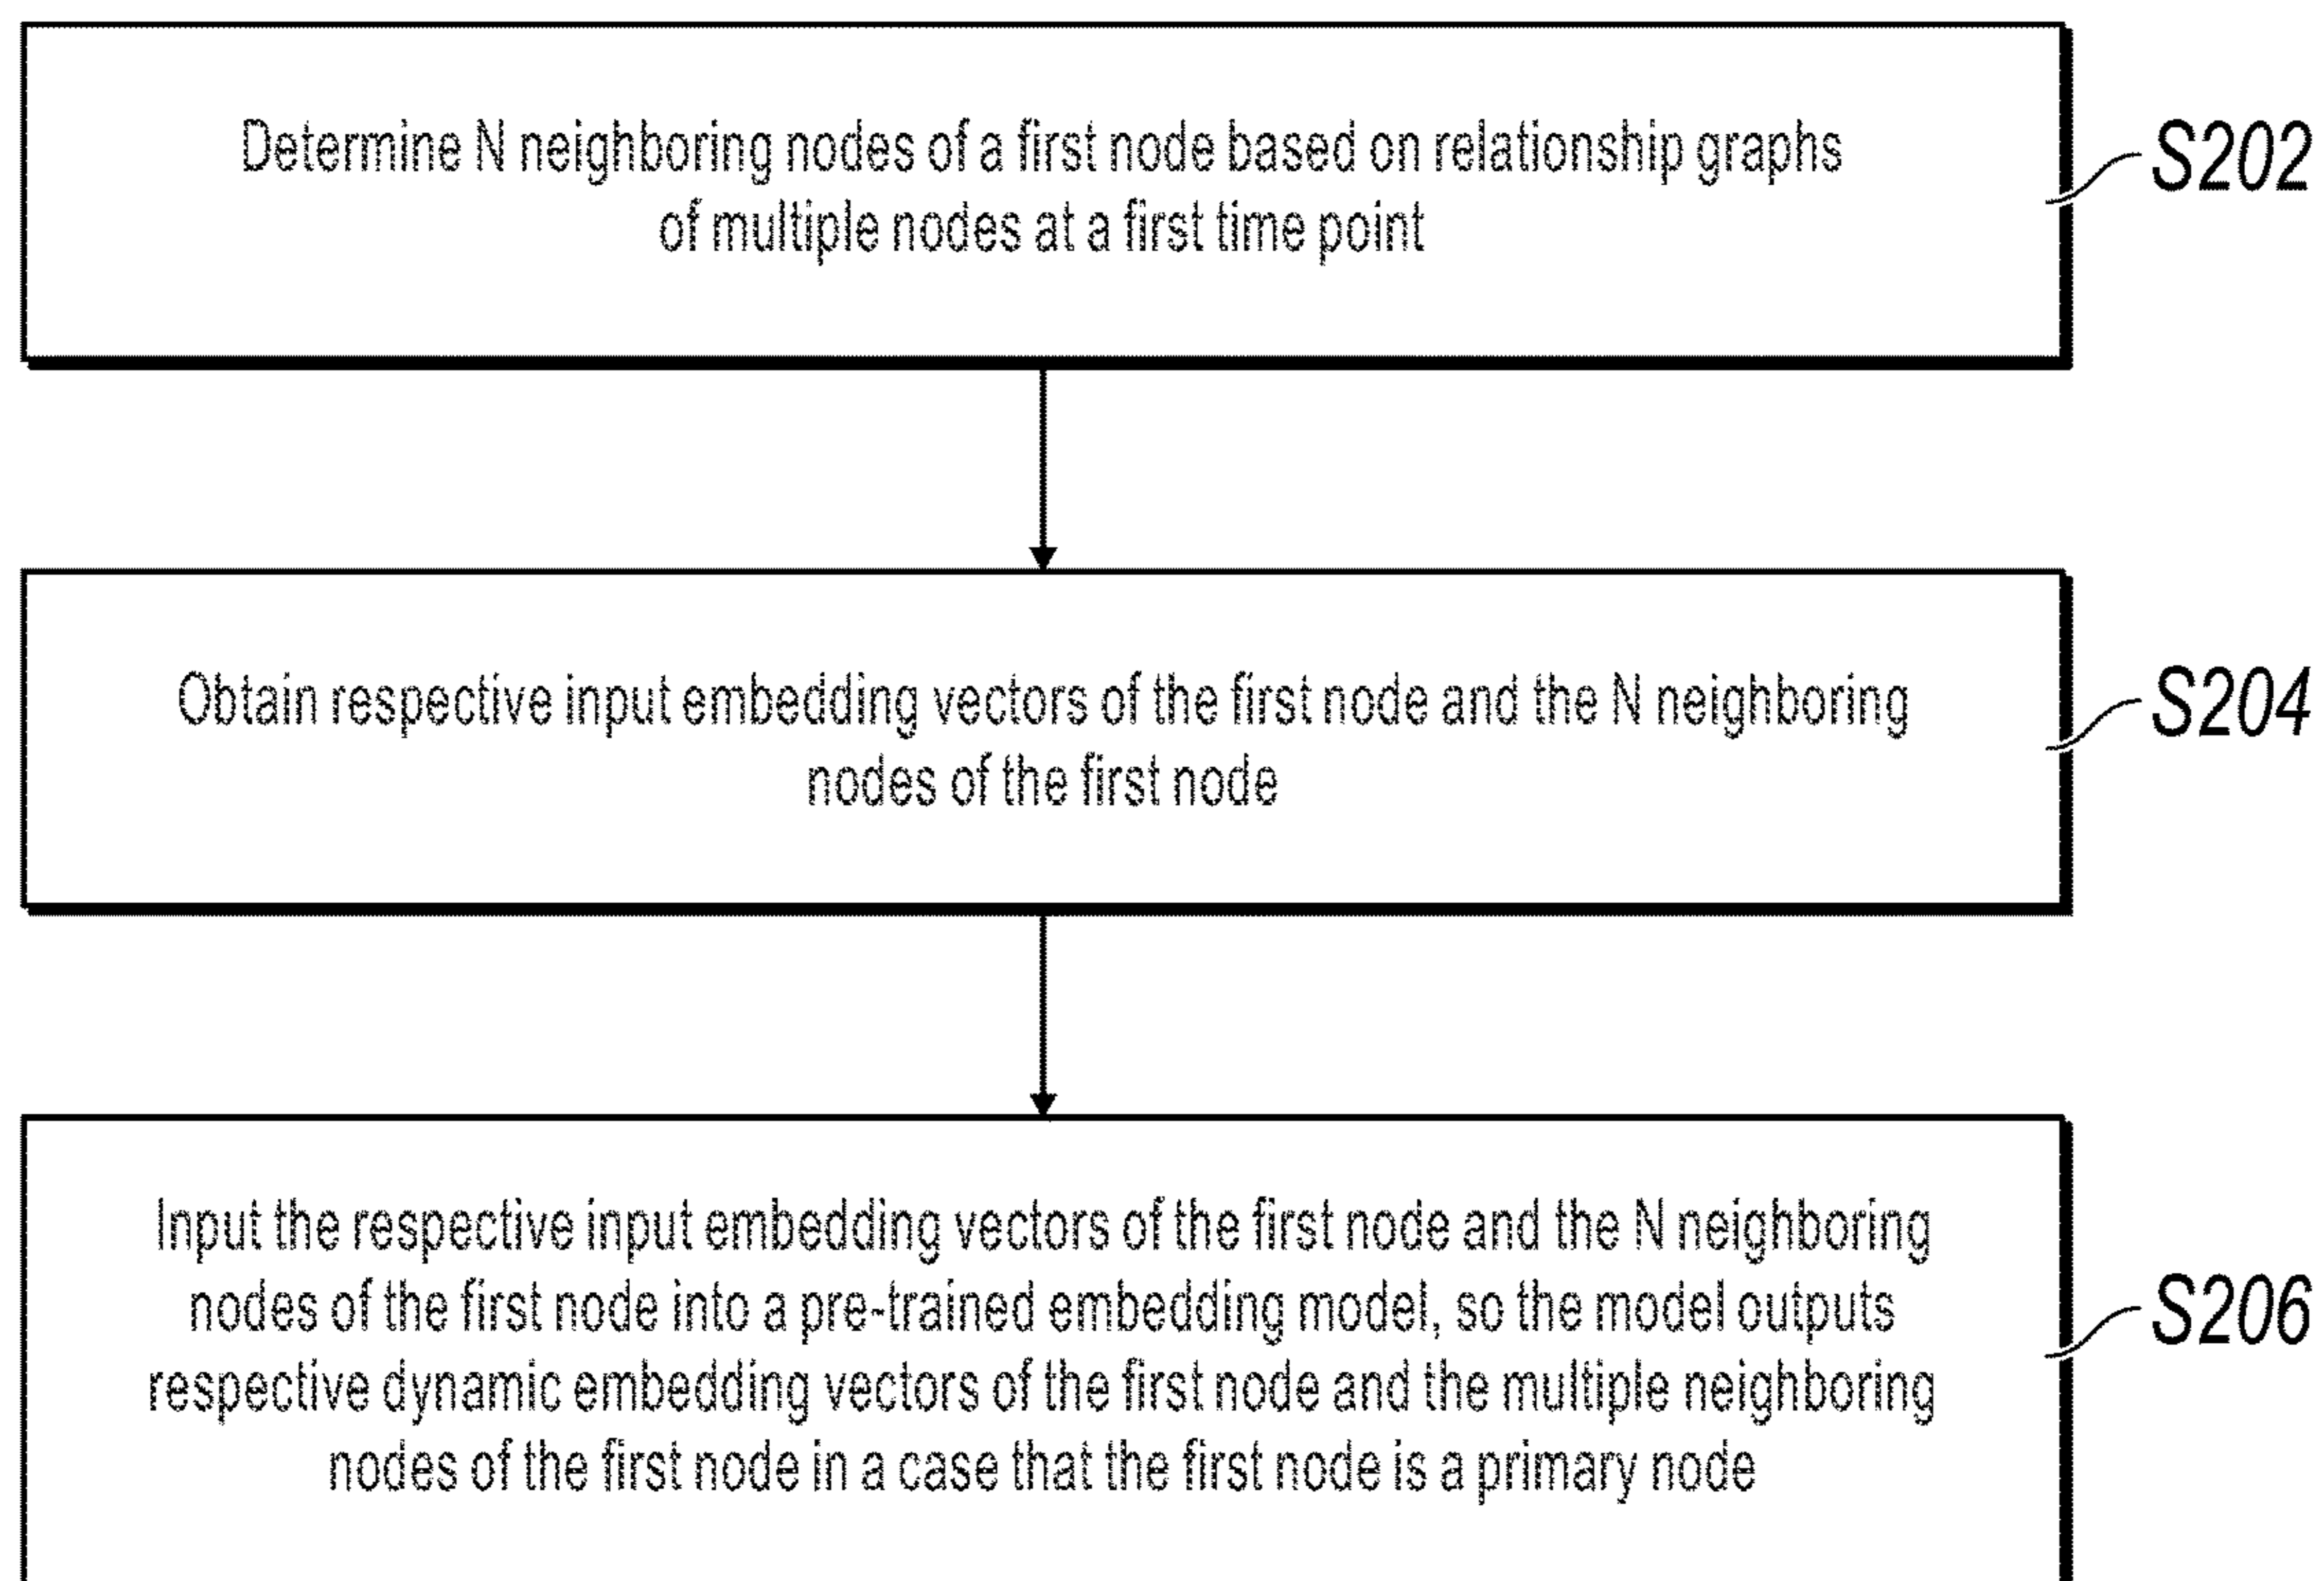 Determine N neighboring nodes of a first node based on relationship graphs
of multiple nodes at a first time point
S202
Obtain respective input embedding vectors of the first node and the N neighboring
nodes of the first node
S204
Input the respective input embedding vectors of the first node and the N neighboring
nodes of the first node into a pre-trained embedding model, so the model outputs
respective dynamic embedding vectors of the first node and the multiple neighboring
nodes of the first node in a case that the first node is a primary node
S206